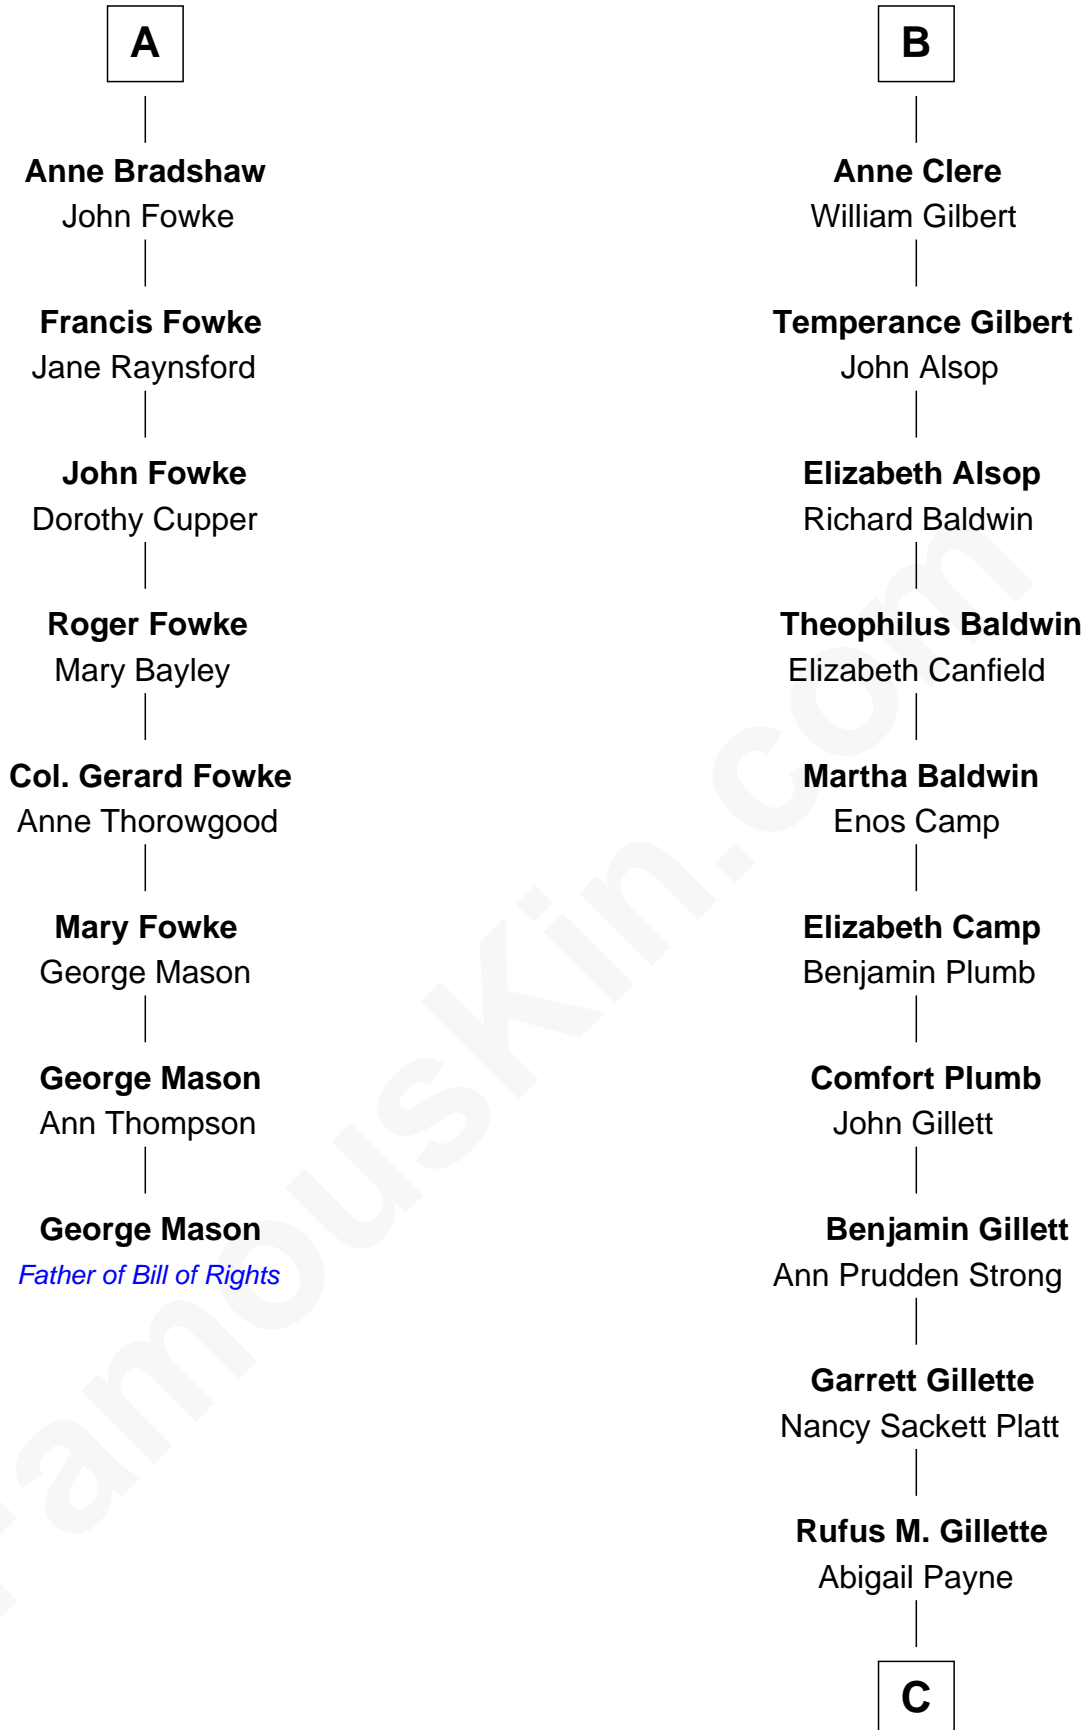 A
Anne Bradshaw
John Fowke
Francis Fowke
Jane Raynsford
John Fowke
Dorothy Cupper
Roger Fowke
Mary Bayley
Col. Gerard Fowke
Anne Thorowgood
Mary Fowke
George Mason
George Mason
Ann Thompson
George Mason
Father of Bill of Rights
B
Anne Clere
William Gilbert
Temperance Gilbert
John Alsop
Elizabeth Alsop
Richard Baldwin
Theophilus Baldwin
Elizabeth Canfield
Martha Baldwin
Enos Camp
Elizabeth Camp
Benjamin Plumb
Comfort Plumb
John Gillett
Benjamin Gillett
Ann Prudden Strong
Garrett Gillette
Nancy Sackett Platt
Rufus M. Gillette
Abigail Payne
C
FamousKin.com